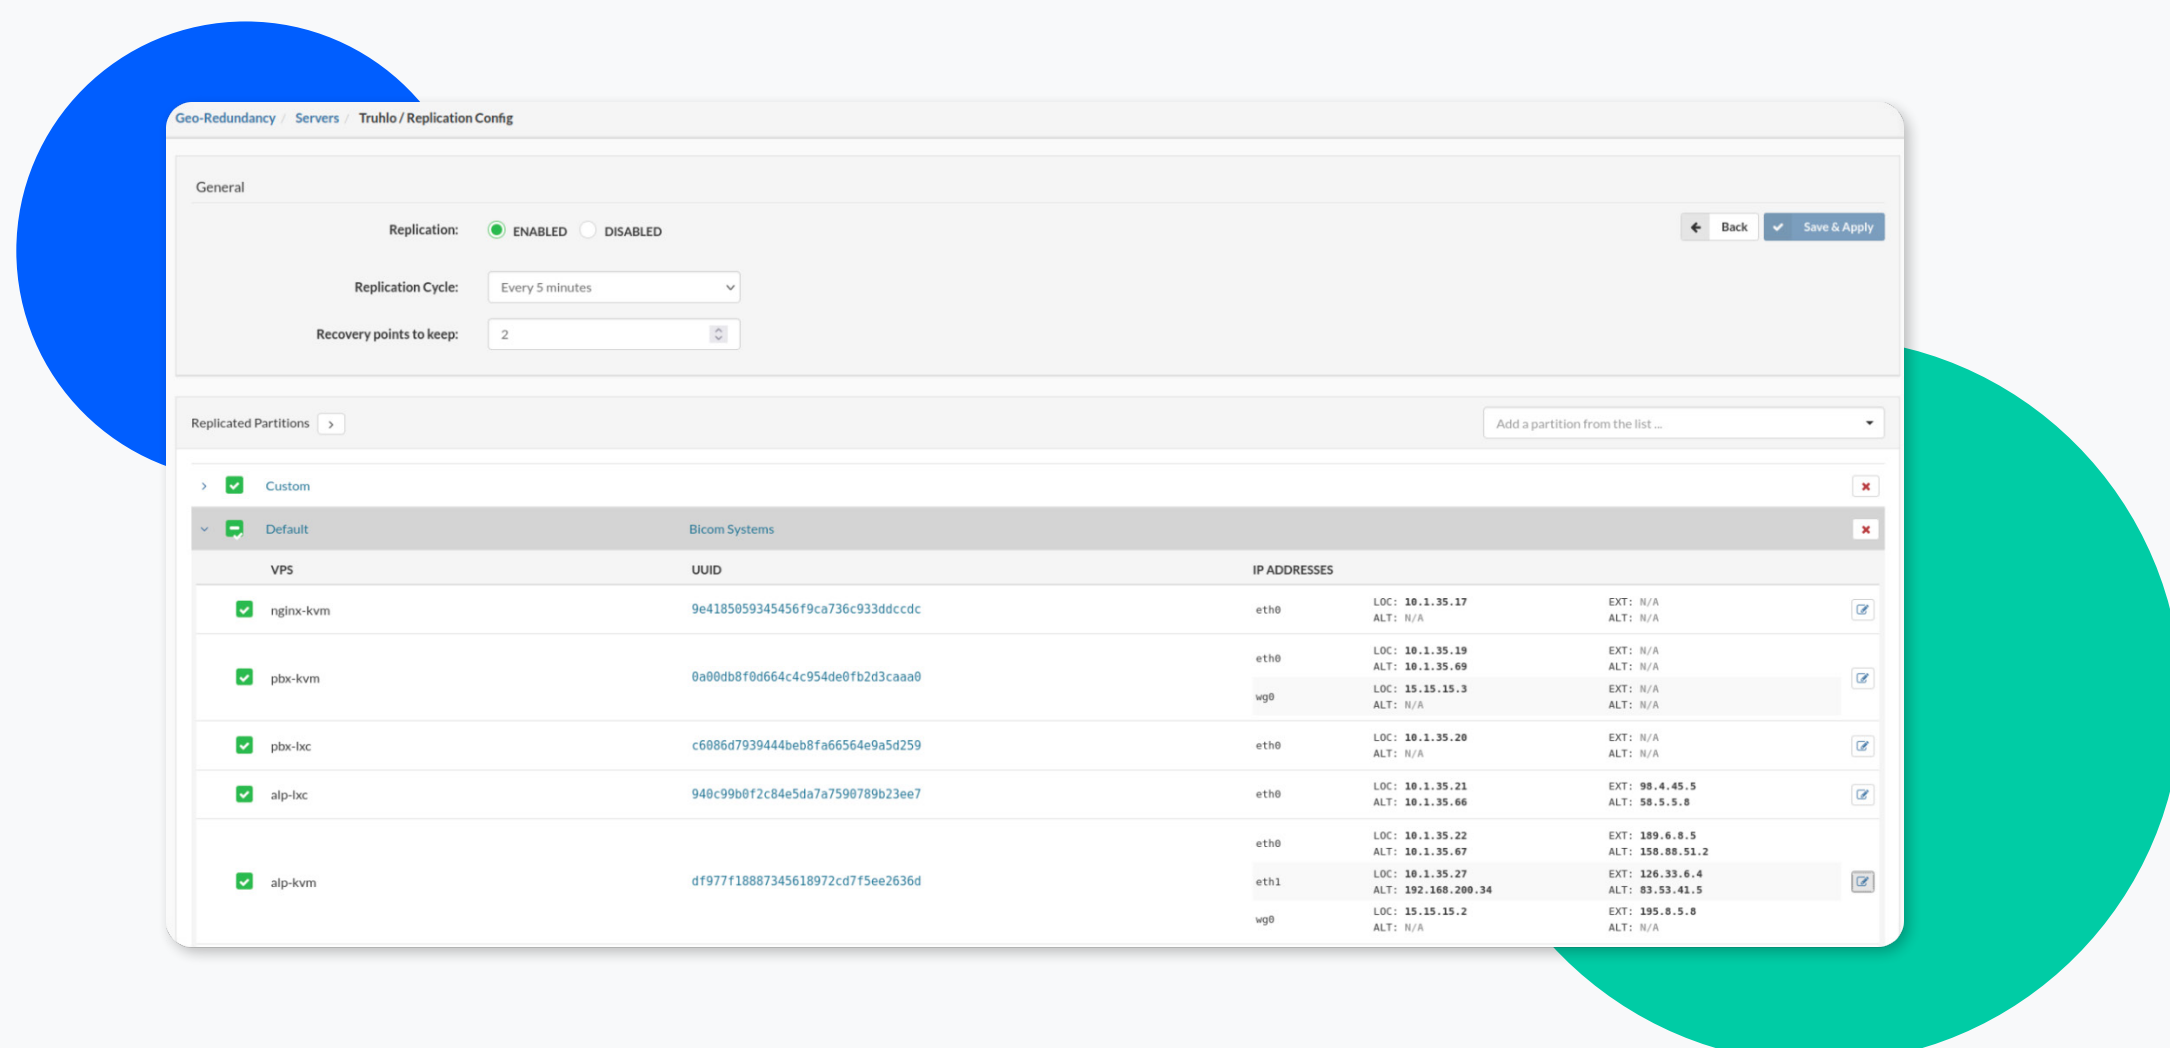 Geo-Redundancy / Servers / Truhlo / Replication Config
General
Replication: ENABLED DISABLED
Back Save & Apply
Replication Cycle: Every 5 minutes
Recovery points to keep: 2
Replicated Partitions Add a partition from the list ...
Custom
Default Bicom Systems
VPS UUID IP ADDRESSES
nginx-kvm 9e4185059345456f9ca736c933ddccdc eth0 LOC: 10.1.35.17 EXT: N/A
ALT: N/A ALT: N/A
pbx-kvm 0a00db8f0d664c4c954de0fb2d3caaa0 eth0 LOC: 10.1.35.19 EXT: N/A
ALT: 10.1.35.69 ALT: N/A
wg0 LOC: 15.15.15.3 EXT: N/A
ALT: N/A ALT: N/A
pbx-lxc c6086d7939444beb8fa66564e9a5d259 eth0 LOC: 10.1.35.20 EXT: N/A
ALT: N/A ALT: N/A
alp-lxc 940c99b0f2c84e5da7a7590789b23ee7 eth0 LOC: 10.1.35.21 EXT: 98.4.45.5
ALT: 10.1.35.66 ALT: 58.5.5.8
alp-kvm df977f18887345618972cd7f5ee2636d eth0 LOC: 10.1.35.22 EXT: 189.6.8.5
ALT: 10.1.35.67 ALT: 158.88.51.2
eth1 LOC: 10.1.35.27 EXT: 126.33.6.4
ALT: 192.168.200.34 ALT: 83.53.41.5
wg0 LOC: 15.15.15.2 EXT: 195.8.5.8
ALT: N/A ALT: N/A